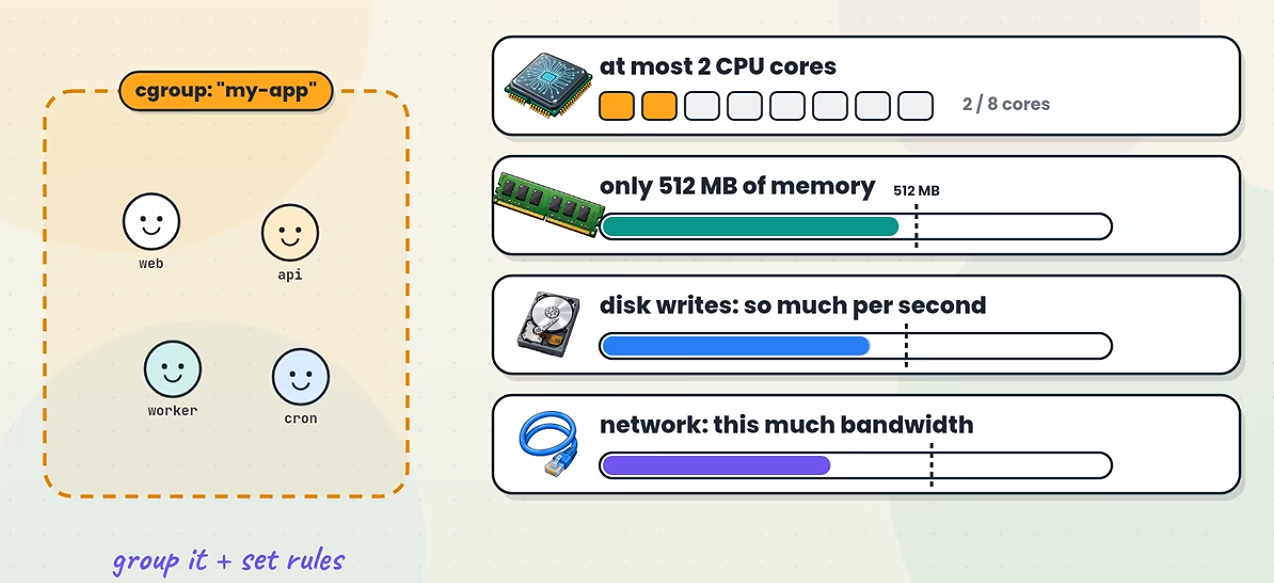 cgroup: "my-app"
web
api
worker
cron
group it + set rules
at most 2 CPU cores
2 / 8 cores
only 512 MB of memory
512 MB
disk writes: so much per second
network: this much bandwidth